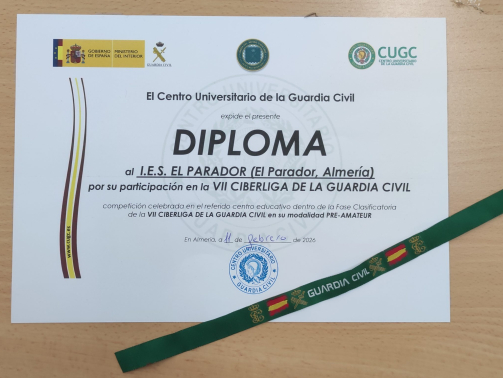 GOBIERNO DE ESPAÑA
MINISTERIO DEL INTERIOR
GUARDIA CIVIL
CUGC
CENTRO UNIVERSITARIO DE LA GUARDIA CIVIL
El Centro Universitario de la Guardia Civil
expide el presente
DIPLOMA
al I.E.S. EL PARADOR (El Parador, Almería)
por su participación en la VII CIBERLIGA DE LA GUARDIA CIVIL
competición celebrada en el referido centro educativo dentro de la Fase Clasificatoria
de la VII CIBERLIGA DE LA GUARDIA CIVIL en su modalidad PRE-AMATEUR
En Almería, a 11 de febrero de 2026
www.cugc.es
CENTRO UNIVERSITARIO
GUARDIA CIVIL
GUARDIA CIVIL